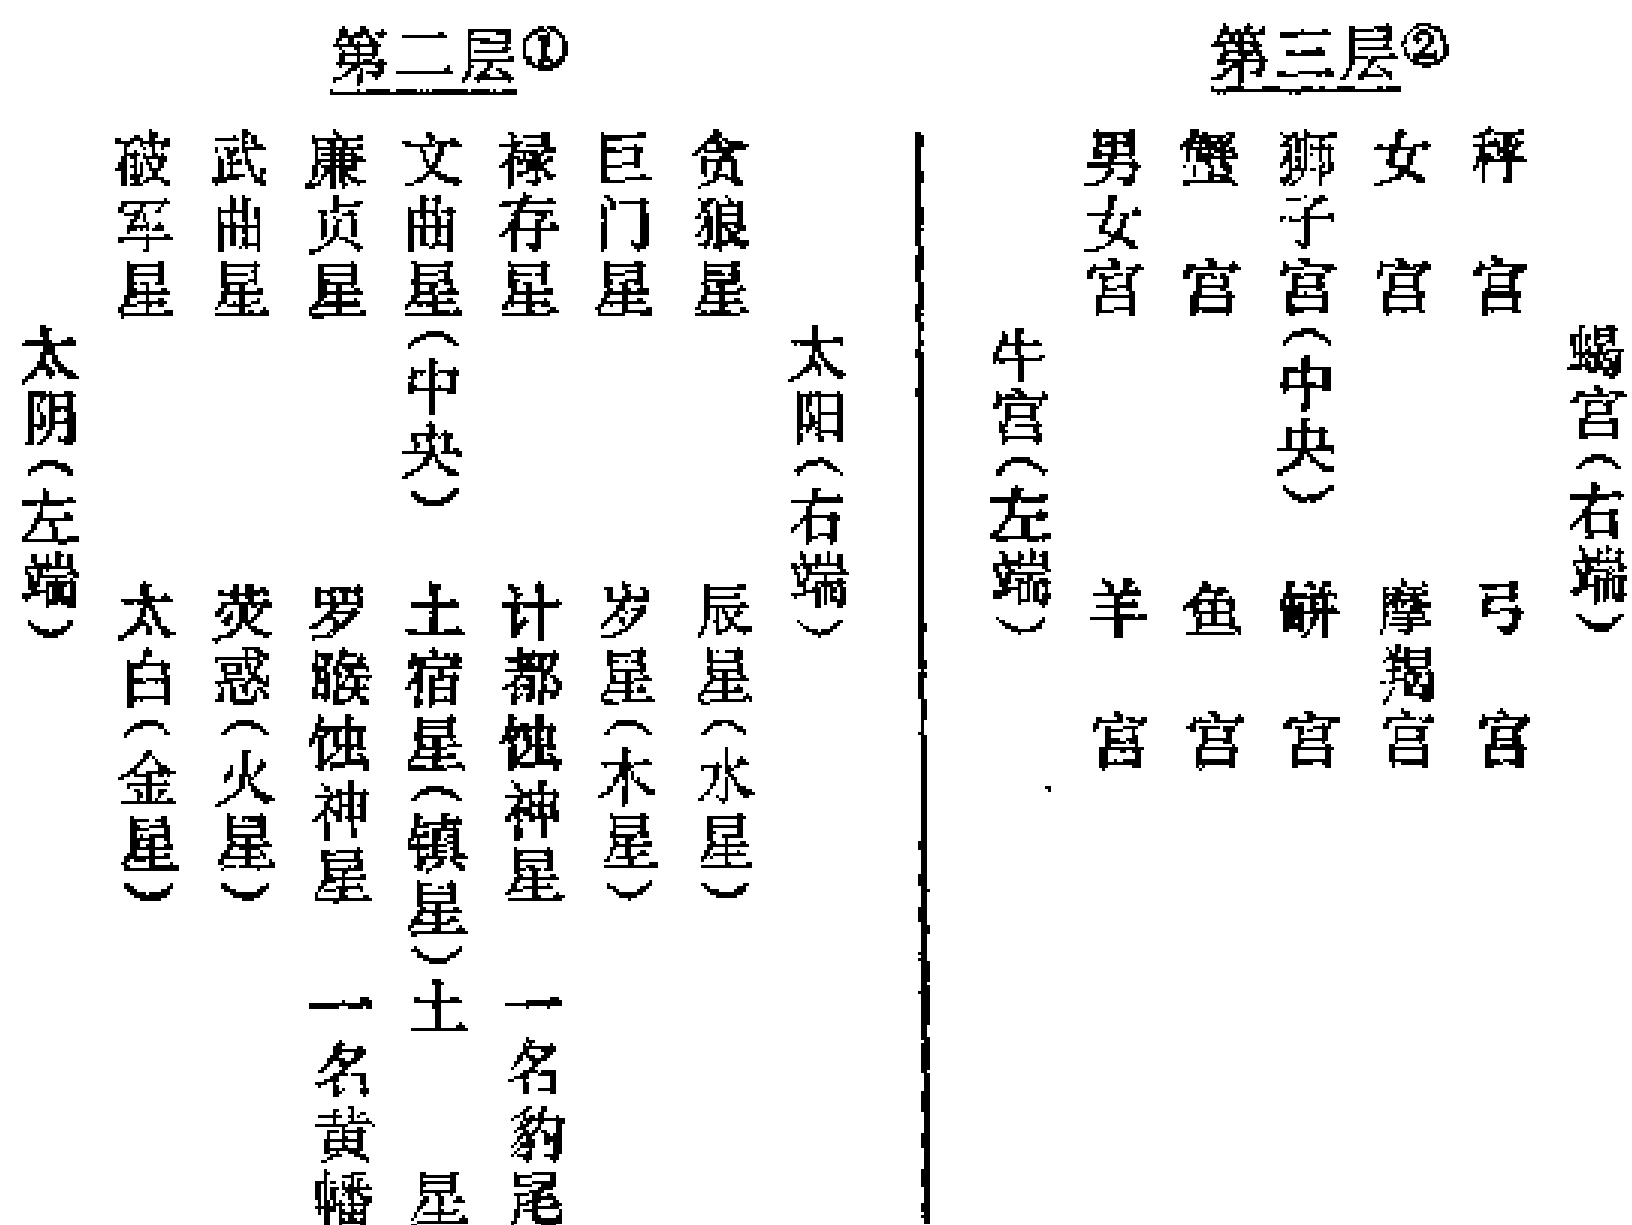 第二层①
太阳(右端)
贪狼星
巨门星
禄存星
文曲星(中央)
廉贞星
武曲星
破军星
太阴(左端)
辰星(水星)
岁星(木星)
计都蚀神星
一名豹尾
土宿星(镇星)
土星
罗睺蚀神星
一名黄幡
荧惑(火星)
太白(金星)
第三层②
蝎宫(右端)
秤宫
女宫
狮子宫(中央)
蟹宫
男女宫
牛宫(左端)
弓宫
摩羯宫
缾宫
鱼宫
羊宫